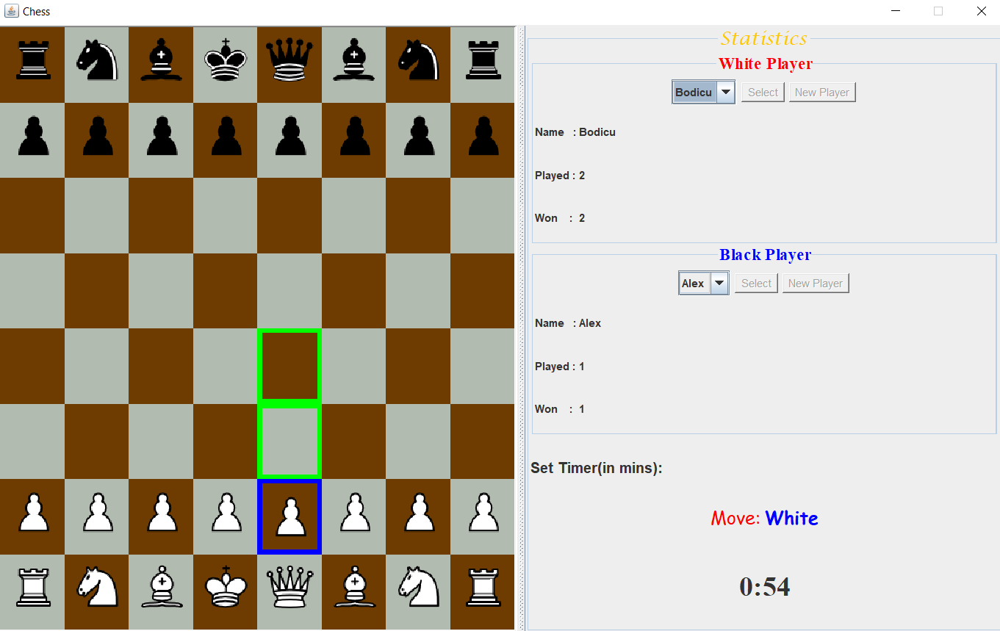 Chess
Statistics
White Player
Bodicu Select New Player
Name : Bodicu
Played : 2
Won : 2
Black Player
Alex Select New Player
Name : Alex
Played : 1
Won : 1
Set Timer(in mins):
Move: White
0:54